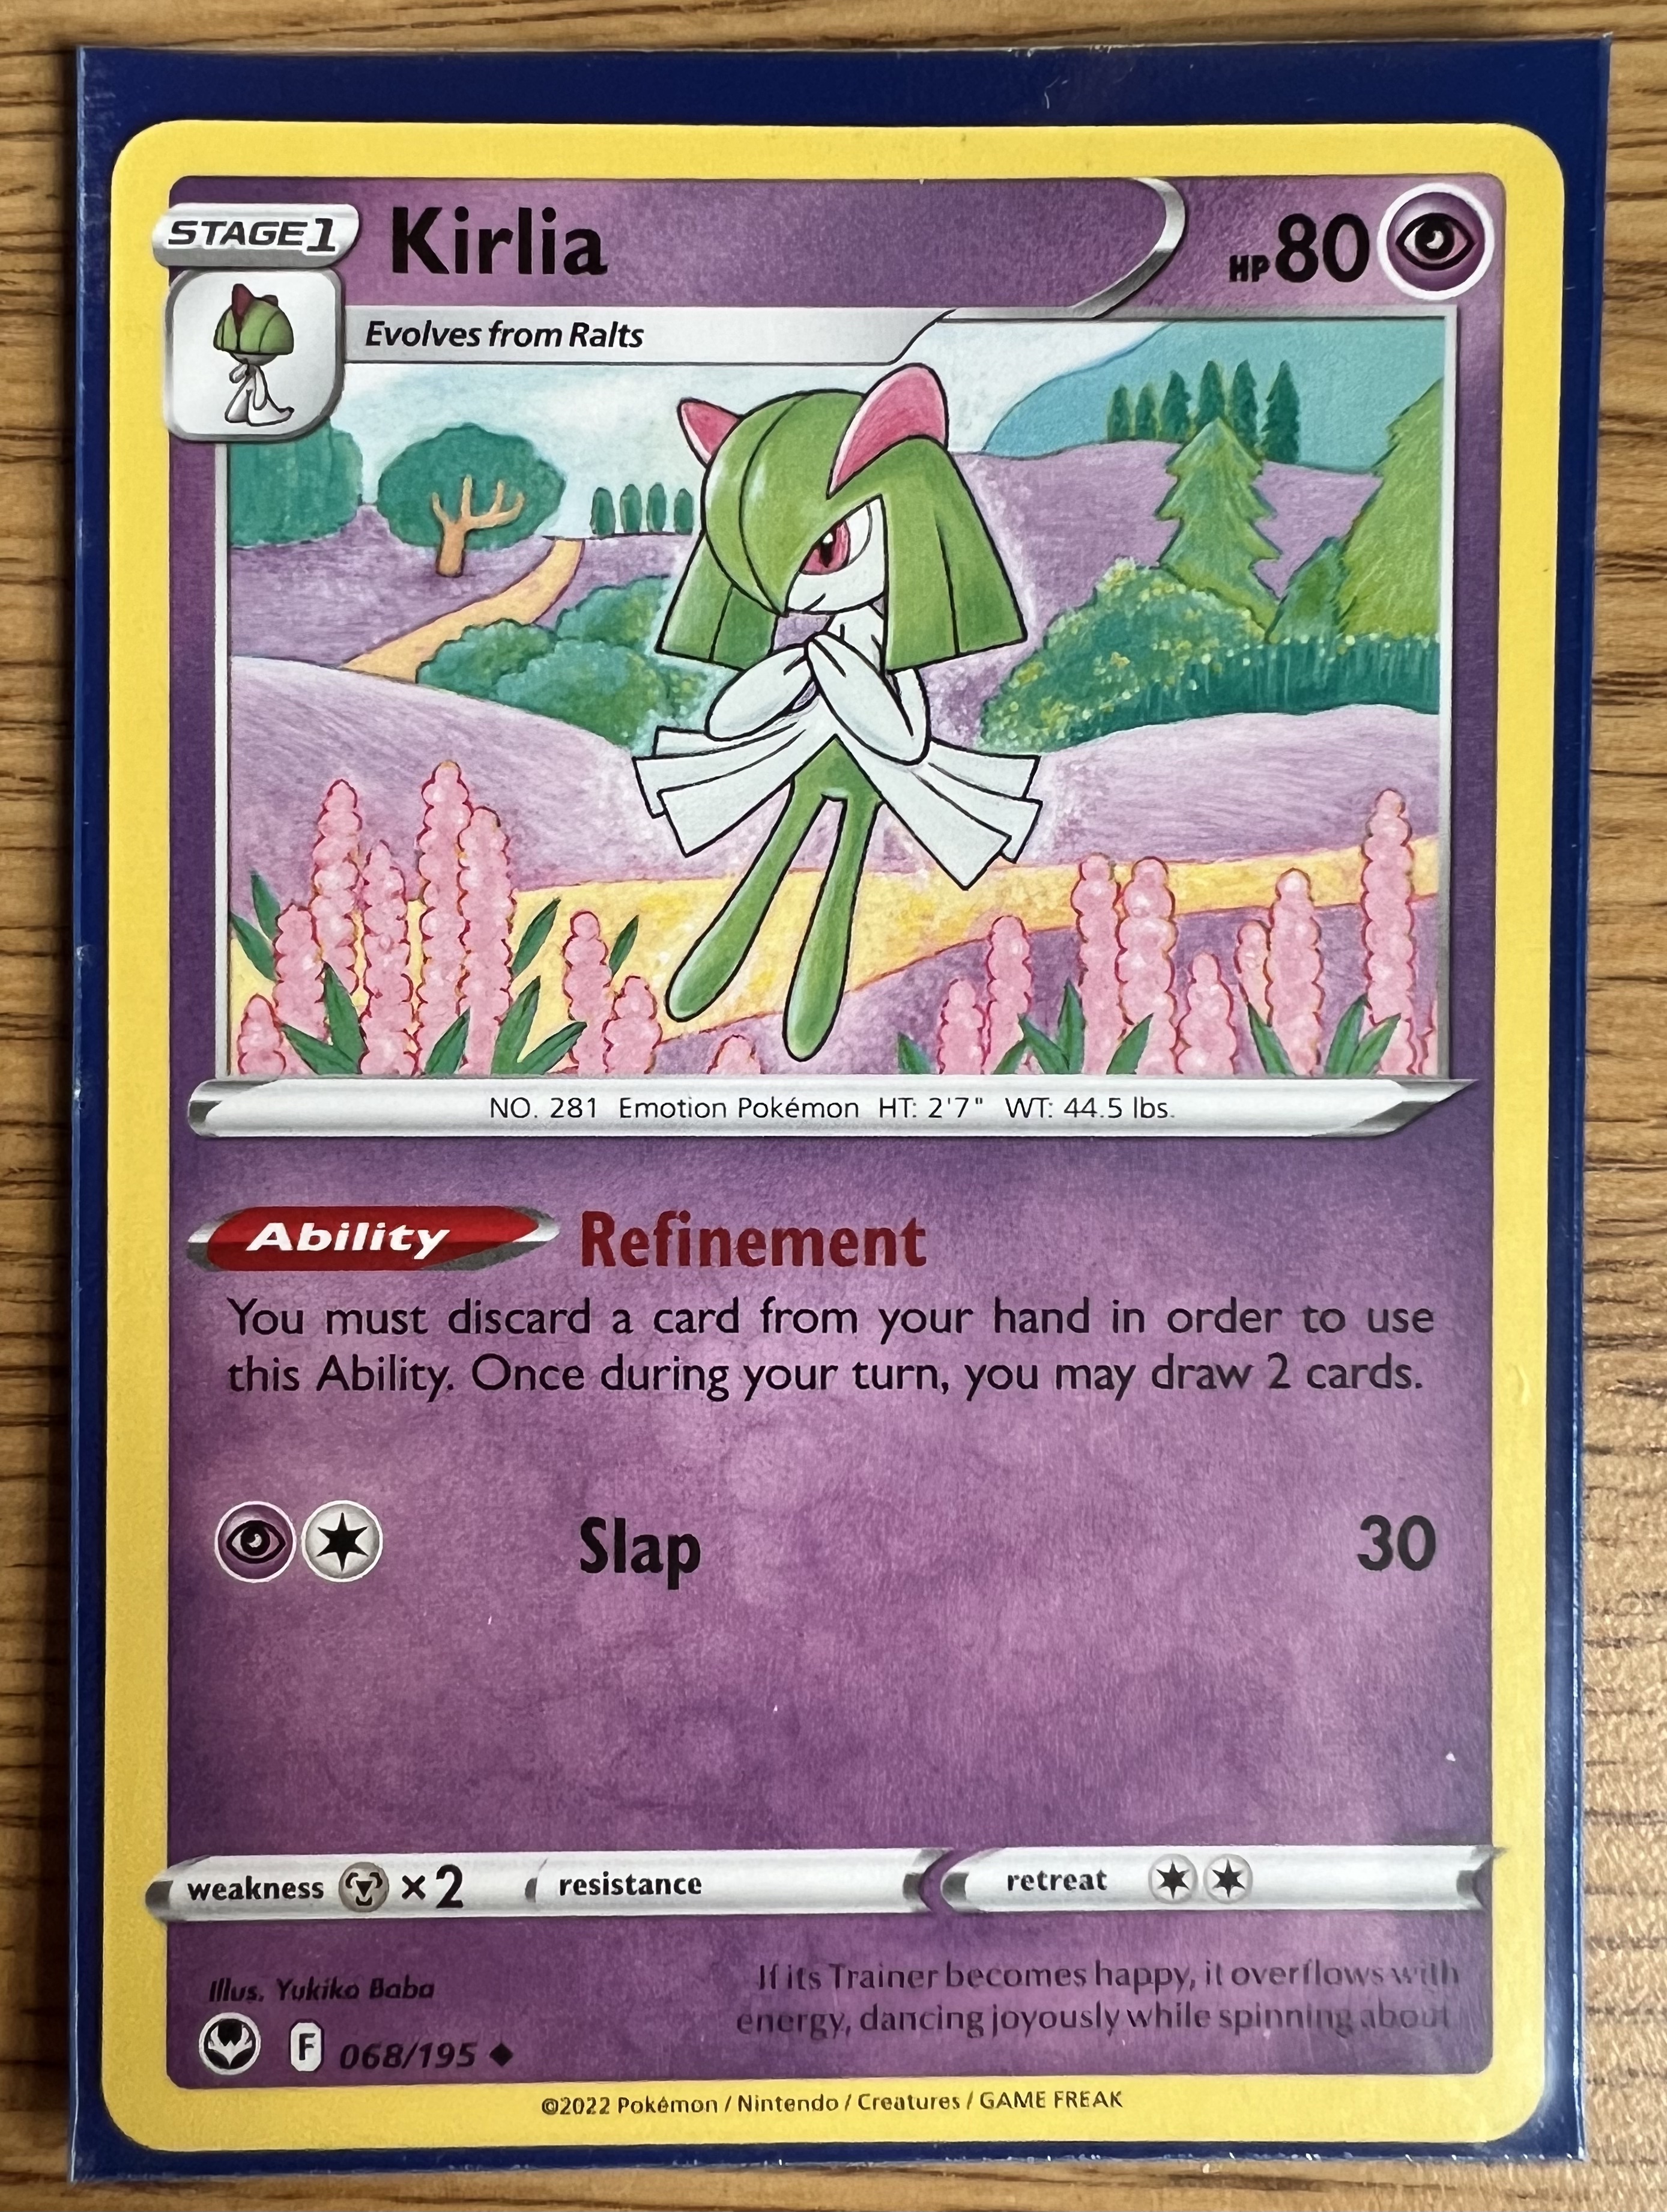 STAGE1
Kirlia
HP80
Evolves from Ralts
NO. 281 Emotion Pokémon HT: 2'7" WT: 44.5 lbs.
Ability Refinement
You must discard a card from your hand in order to use
this Ability. Once during your turn, you may draw 2 cards.
Slap 30
weakness ×2 resistance retreat
Illus. Yukiko Baba
If its Trainer becomes happy, it overflows with
energy, dancing joyously while spinning about.
F 068/195
©2022 Pokémon / Nintendo / Creatures / GAME FREAK